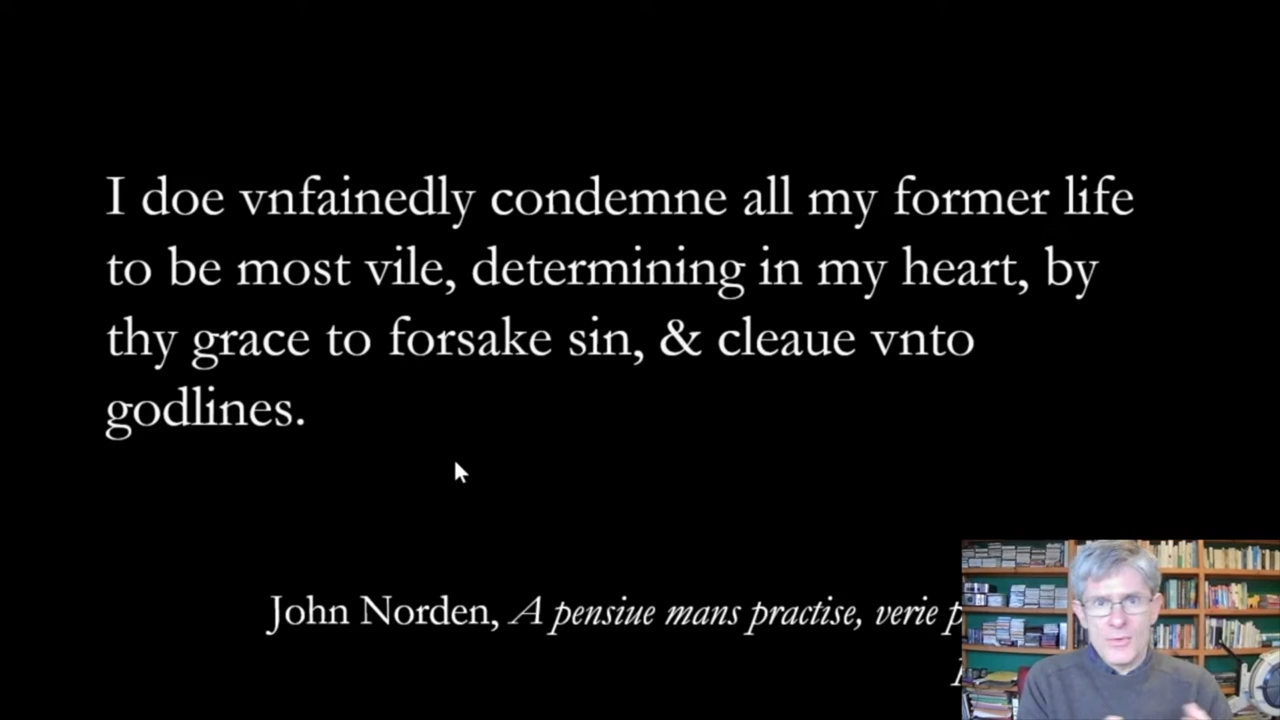 I doe vnfainedly condemne all my former life
to be most vile, determining in my heart, by
thy grace to forsake sin, & cleaue vnto
godlines.
John Norden, A pensiue mans practise, verie